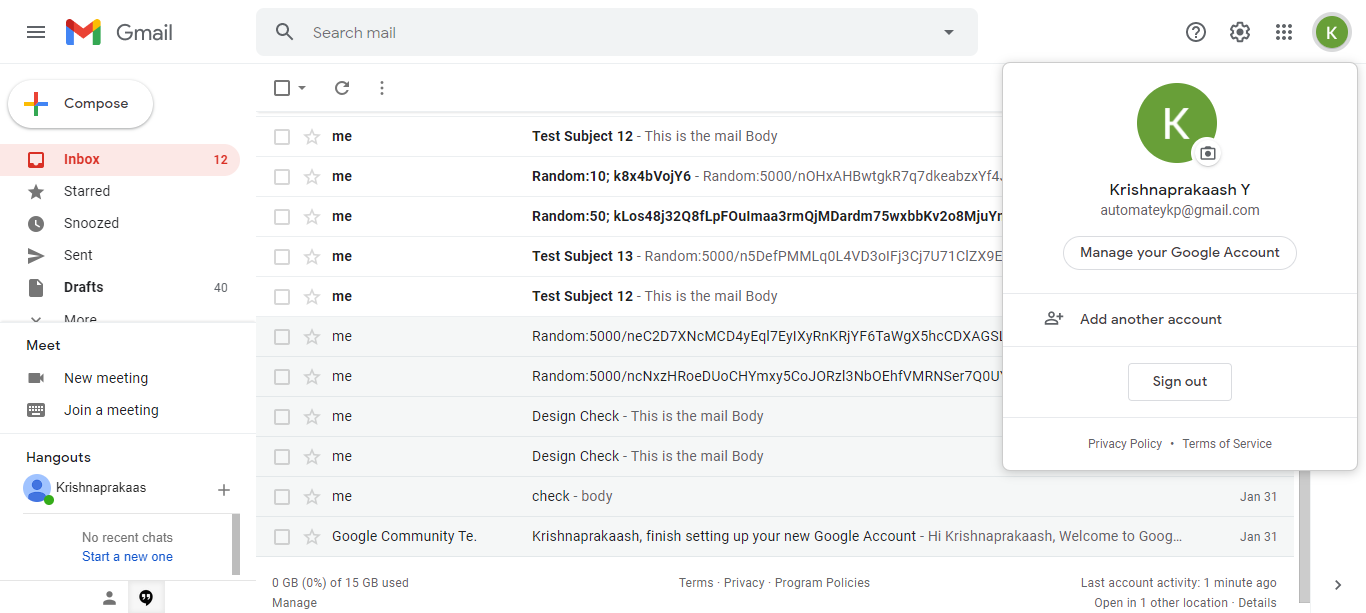 Gmail
Search mail
K
Compose
Inbox 12
Starred
Snoozed
Sent
Drafts 40
More
Meet
New meeting
Join a meeting
Hangouts
Krishnaprakaas
No recent chats
Start a new one
me Test Subject 12 - This is the mail Body
me Random:10; k8x4bVojY6 - Random:5000/nOHxAHBwtgkR7q7dkeabzxYf4J
me Random:50; kLos48j32Q8fLpFOuImaa3rmQjMDardm75wxbbKv2o8MjuYr
me Test Subject 13 - Random:5000/n5DefPMMLq0L4VD3oIFj3Cj7U71ClZX9E
me Test Subject 12 - This is the mail Body
me Random:5000/neC2D7XNcMCD4yEql7EyIXyRnKRjYF6TaWgX5hcCDXAGSL
me Random:5000/ncNxzHRoeDUoCHYmxy5CoJORzl3NbOEhfVMRNSer7Q0UY
me Design Check - This is the mail Body
me Design Check - This is the mail Body
me check - body Jan 31
Google Community Te. Krishnaprakaash, finish setting up your new Google Account - Hi Krishnaprakaash, Welcome to Goog… Jan 31
0 GB (0%) of 15 GB used
Manage
Terms · Privacy · Program Policies
Last account activity: 1 minute ago
Open in 1 other location · Details
K
Krishnaprakaash Y
automateykp@gmail.com
Manage your Google Account
Add another account
Sign out
Privacy Policy • Terms of Service